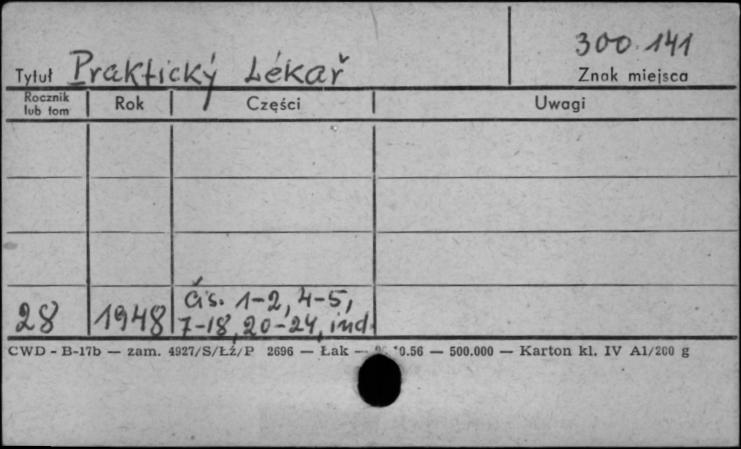 300.141
Tytuł Praktický Lékař Znak miejsca
Rocznik lub tom Rok Części Uwagi
28 1948 čís. 1-2, 4-5,
7-18, 20-24, ind.
CWD - B-17b — zam. 4927/S/Łż/P 2696 — Łak — 10.56 — 500.000 — Karton kl. IV A1/200 g